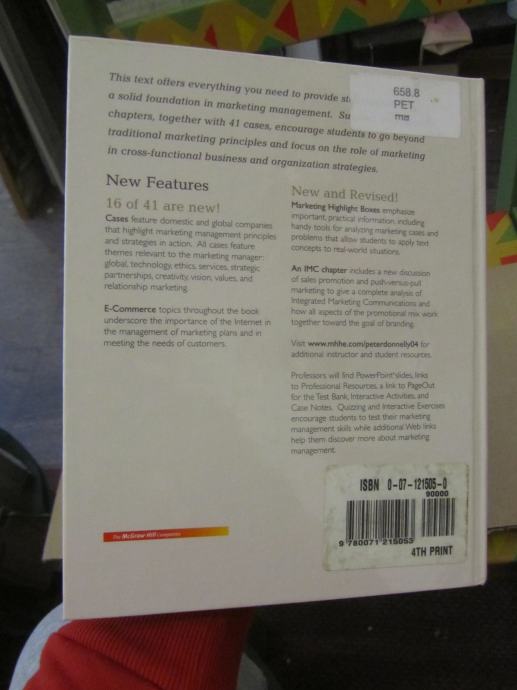 This text offers everything you need to provide
a solid foundation in marketing management. Su
chapters, together with 41 cases, encourage students to go beyond
traditional marketing principles and focus on the role of marketing
in cross-functional business and organization strategies.
658.8
PET
New Features
16 of 41 are new!
Cases feature domestic and global companies
that highlight marketing management principles
and strategies in action. All cases feature
themes relevant to the marketing manager:
global, technology, ethics, services, strategic
partnerships, creativity, vision, values, and
relationship marketing.
E-Commerce topics throughout the book
underscore the importance of the Internet in
the management of marketing plans and in
meeting the needs of customers.
New and Revised!
Marketing Highlight Boxes emphasize
important, practical information, including
handy tools for analyzing marketing cases and
problems that allow students to apply text
concepts to real-world situations.
An IMC chapter includes a new discussion
of sales promotion and push-versus-pull
marketing to give a complete analysis of
Integrated Marketing Communications and
how all aspects of the promotional mix work
together toward the goal of branding.
Visit www.mhhe.com/peterdonnelly04 for
additional instructor and student resources.
Professors will find PowerPoint slides, links
to Professional Resources, a link to PageOut
for the Test Bank, Interactive Activities, and
Case Notes. Quizzing and Interactive Exercises
encourage students to test their marketing
management skills while additional Web links
help them discover more about marketing
management.
The McGraw-Hill Companies
ISBN 0-07-121505-0
90000
9 780071 215053
4TH PRINT